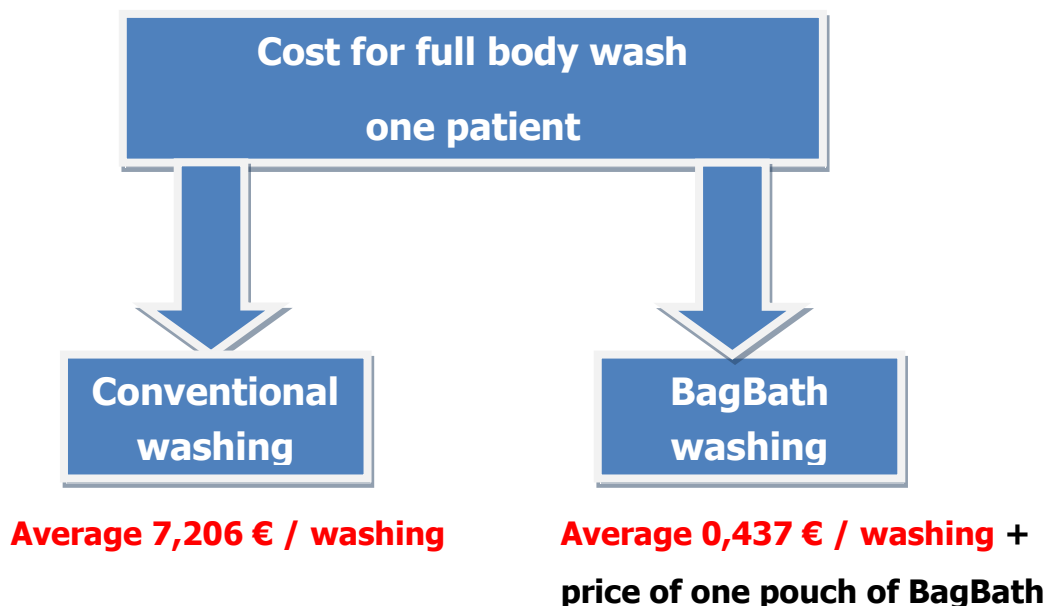 Cost for full body wash
one patient
Conventional
washing
BagBath
washing
Average 7,206 € / washing
Average 0,437 € / washing +
price of one pouch of BagBath